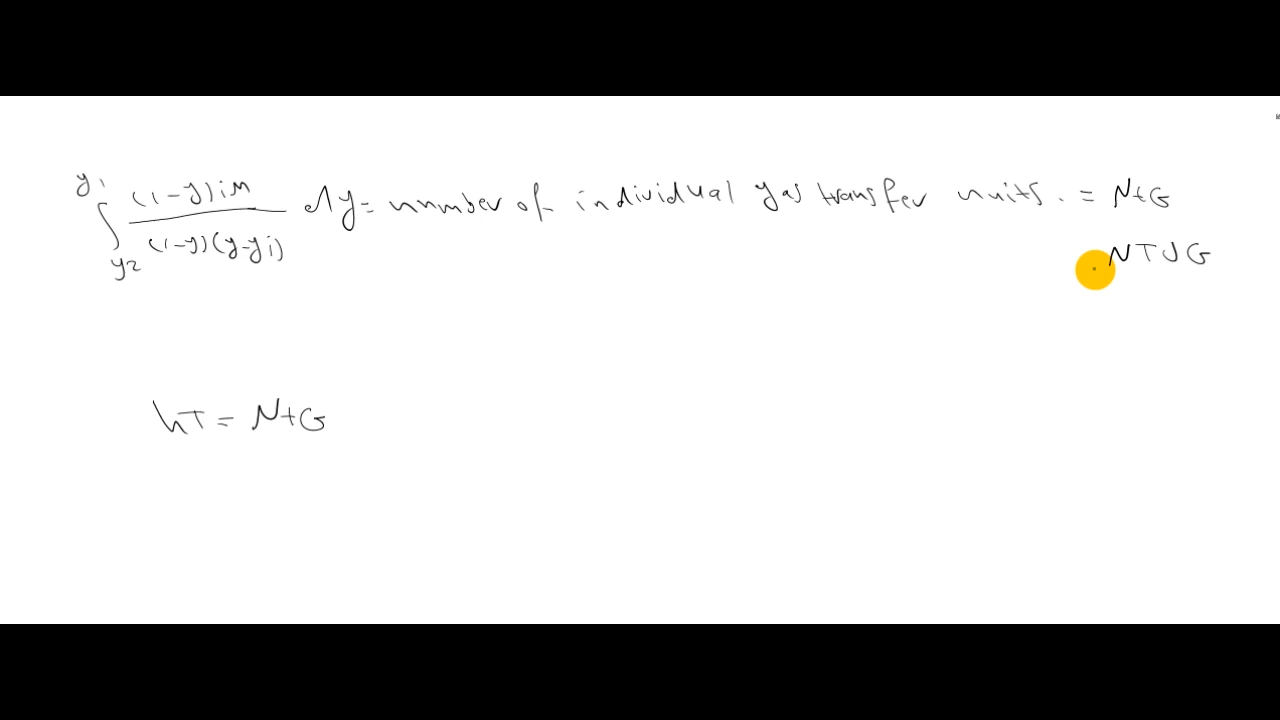 ∫_{y2}^{y1} (1-y)iM / (1-y)(y-yi) dy = number of individual gas transfer units. = NtG
NTUG
hT = NtG